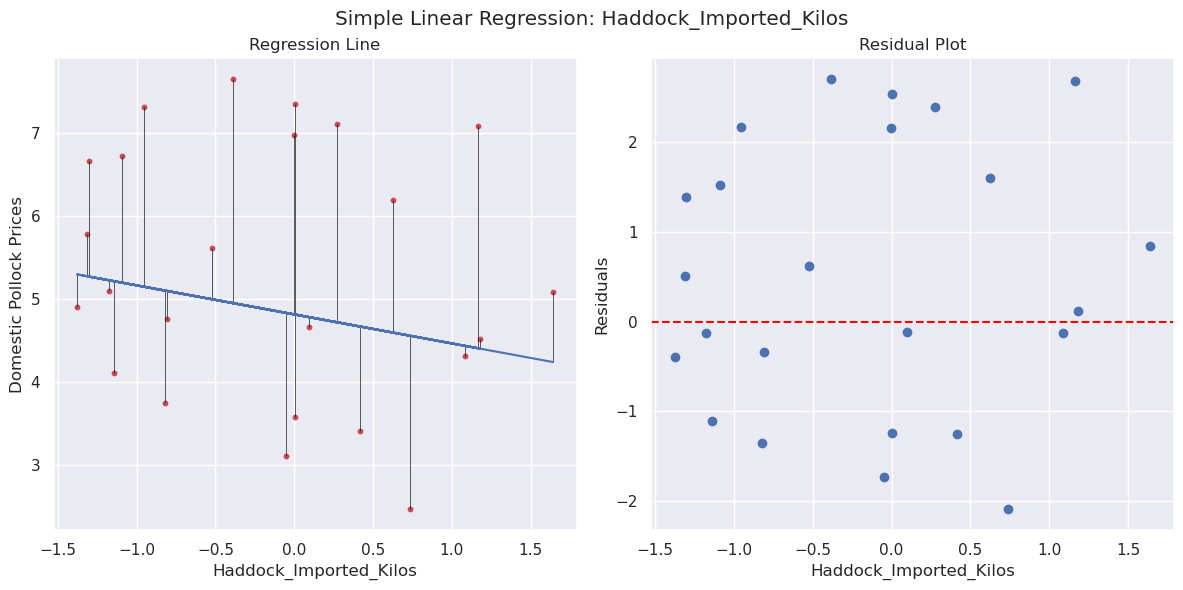 Simple Linear Regression: Haddock_Imported_Kilos
Regression Line
Domestic Pollock Prices
7
6
5
4
3
−1.5 −1.0 −0.5 0.0 0.5 1.0 1.5
Haddock_Imported_Kilos
Residual Plot
Residuals
2
1
0
−1
−2
−1.5 −1.0 −0.5 0.0 0.5 1.0 1.5
Haddock_Imported_Kilos